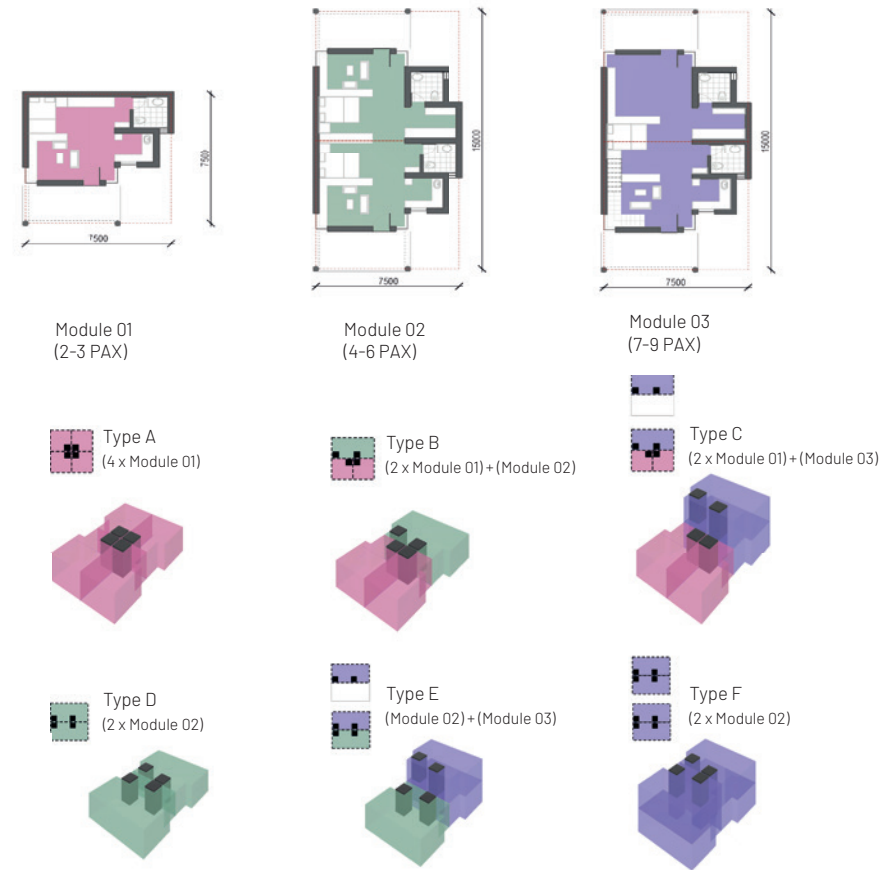 7500
7500
15000
7500
15000
7500
Module 01
(2-3 PAX)
Module 02
(4-6 PAX)
Module 03
(7-9 PAX)
Type A
(4 x Module 01)
Type B
(2 x Module 01) + (Module 02)
Type C
(2 x Module 01) + (Module 03)
Type D
(2 x Module 02)
Type E
(Module 02) + (Module 03)
Type F
(2 x Module 02)